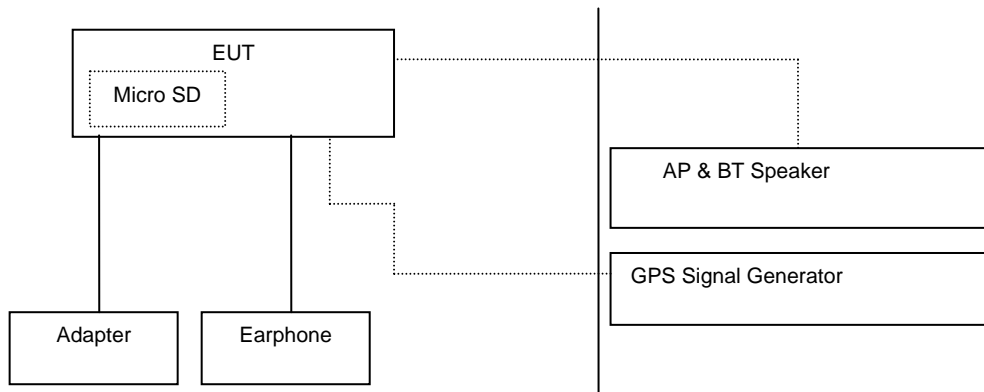 EUT
Micro SD
AP & BT Speaker
GPS Signal Generator
Adapter
Earphone